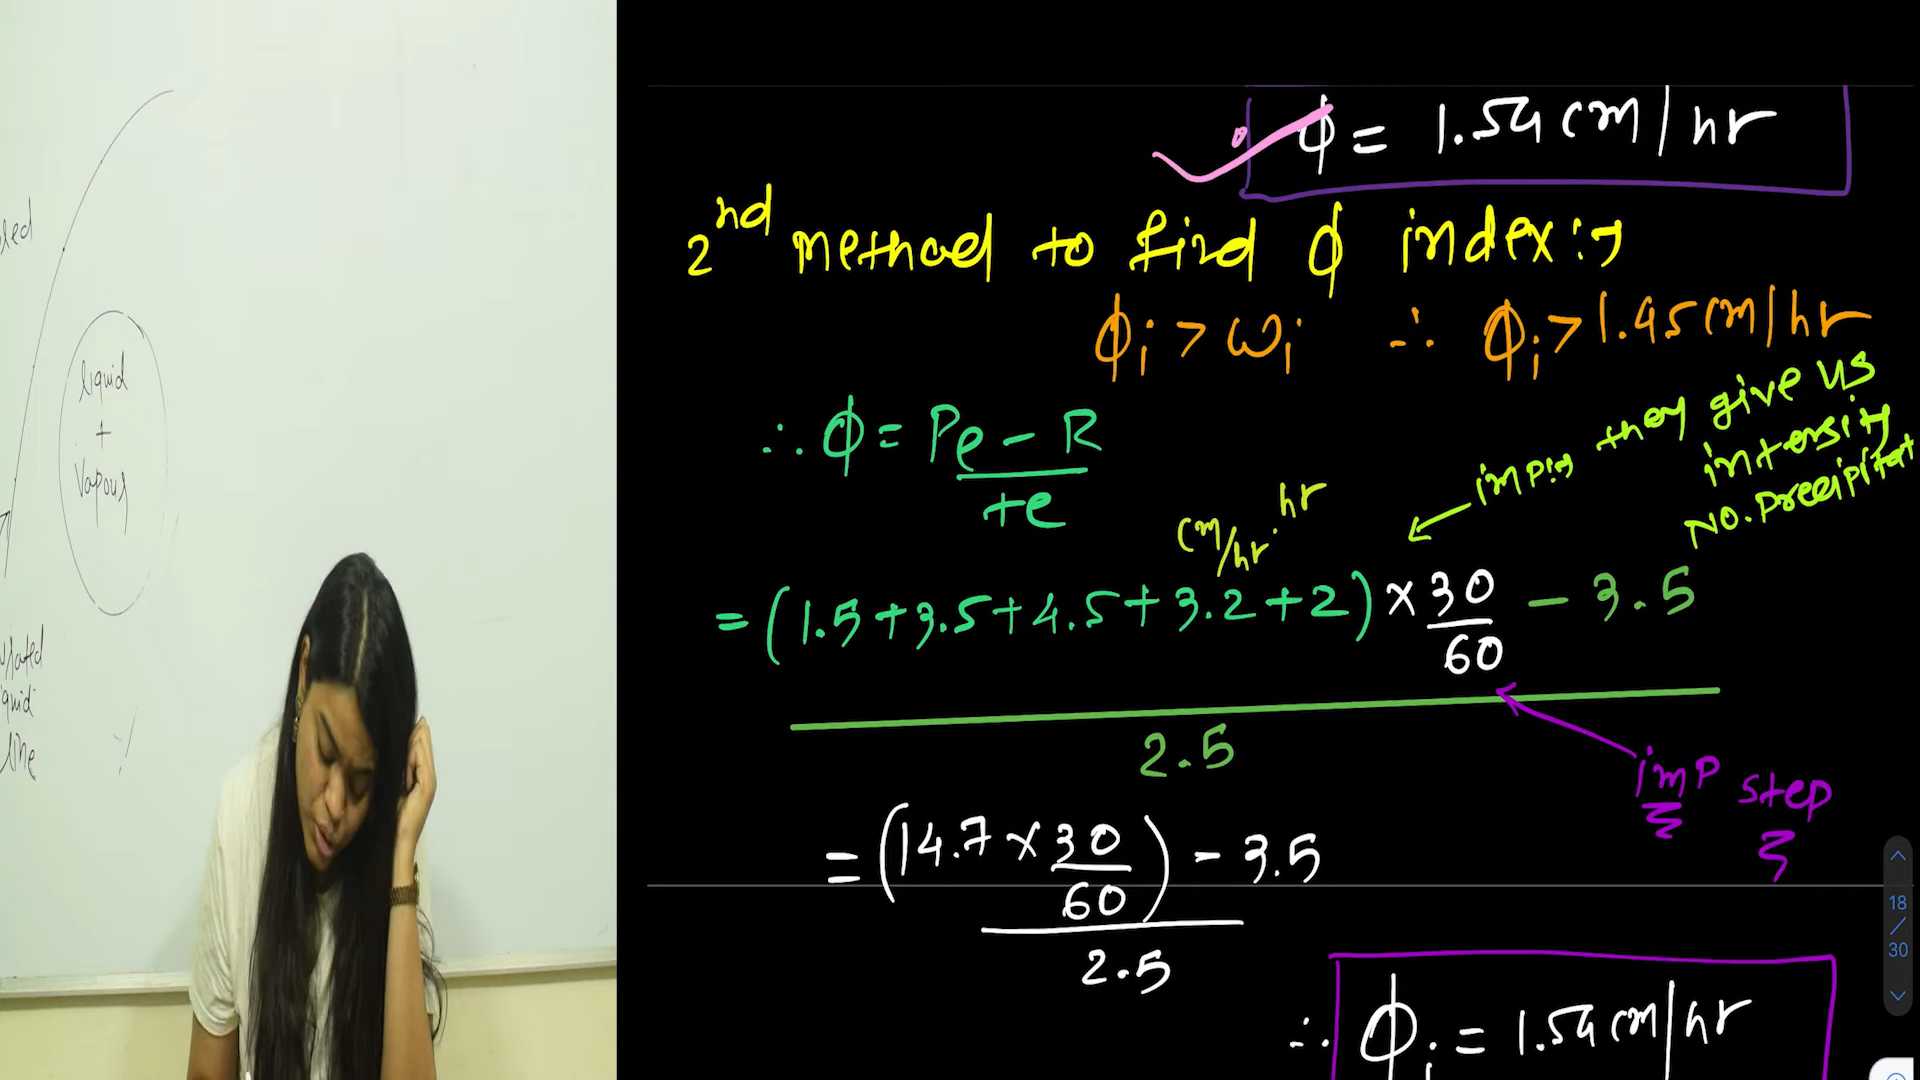 liquid
+
Vapour
liquid
line
ϕ = 1.54 cm/hr
2nd method to find ϕ index:→
ϕi > ωi ∴ ϕi > 1.45 cm/hr
imp:→ they give us
intensity
No. Precipitat
∴ ϕ = Pe - R
te
cm/hr . hr
= (1.5 + 3.5 + 4.5 + 3.2 + 2) × 30/60 - 3.5
2.5
imp step
= (14.7 × 30/60) - 3.5
2.5
∴ ϕi = 1.54 cm/hr
18
/
30